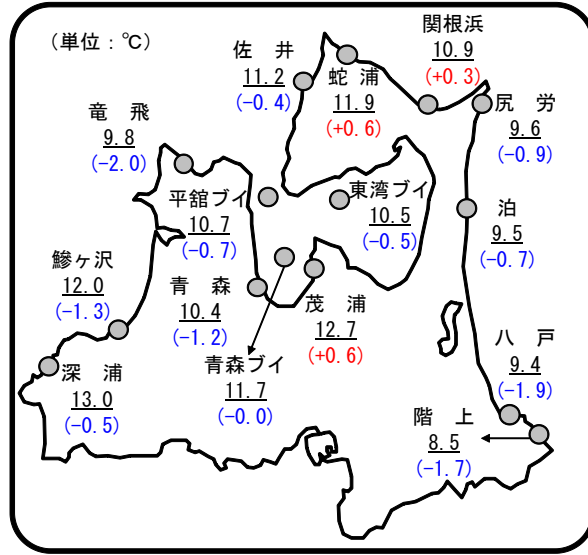 (単位：℃)
佐井
11.2
(-0.4)
蛇浦
11.9
(+0.6)
関根浜
10.9
(+0.3)
尻労
9.6
(-0.9)
竜 飛
9.8
(-2.0)
平舘ブイ
10.7
(-0.7)
東湾ブイ
10.5
(-0.5)
泊
9.5
(-0.7)
鰺ヶ沢
12.0
(-1.3)
青 森
10.4
(-1.2)
茂 浦
12.7
(+0.6)
青森ブイ
11.7
(-0.0)
深 浦
13.0
(-0.5)
八 戸
9.4
(-1.9)
階 上
8.5
(-1.7)